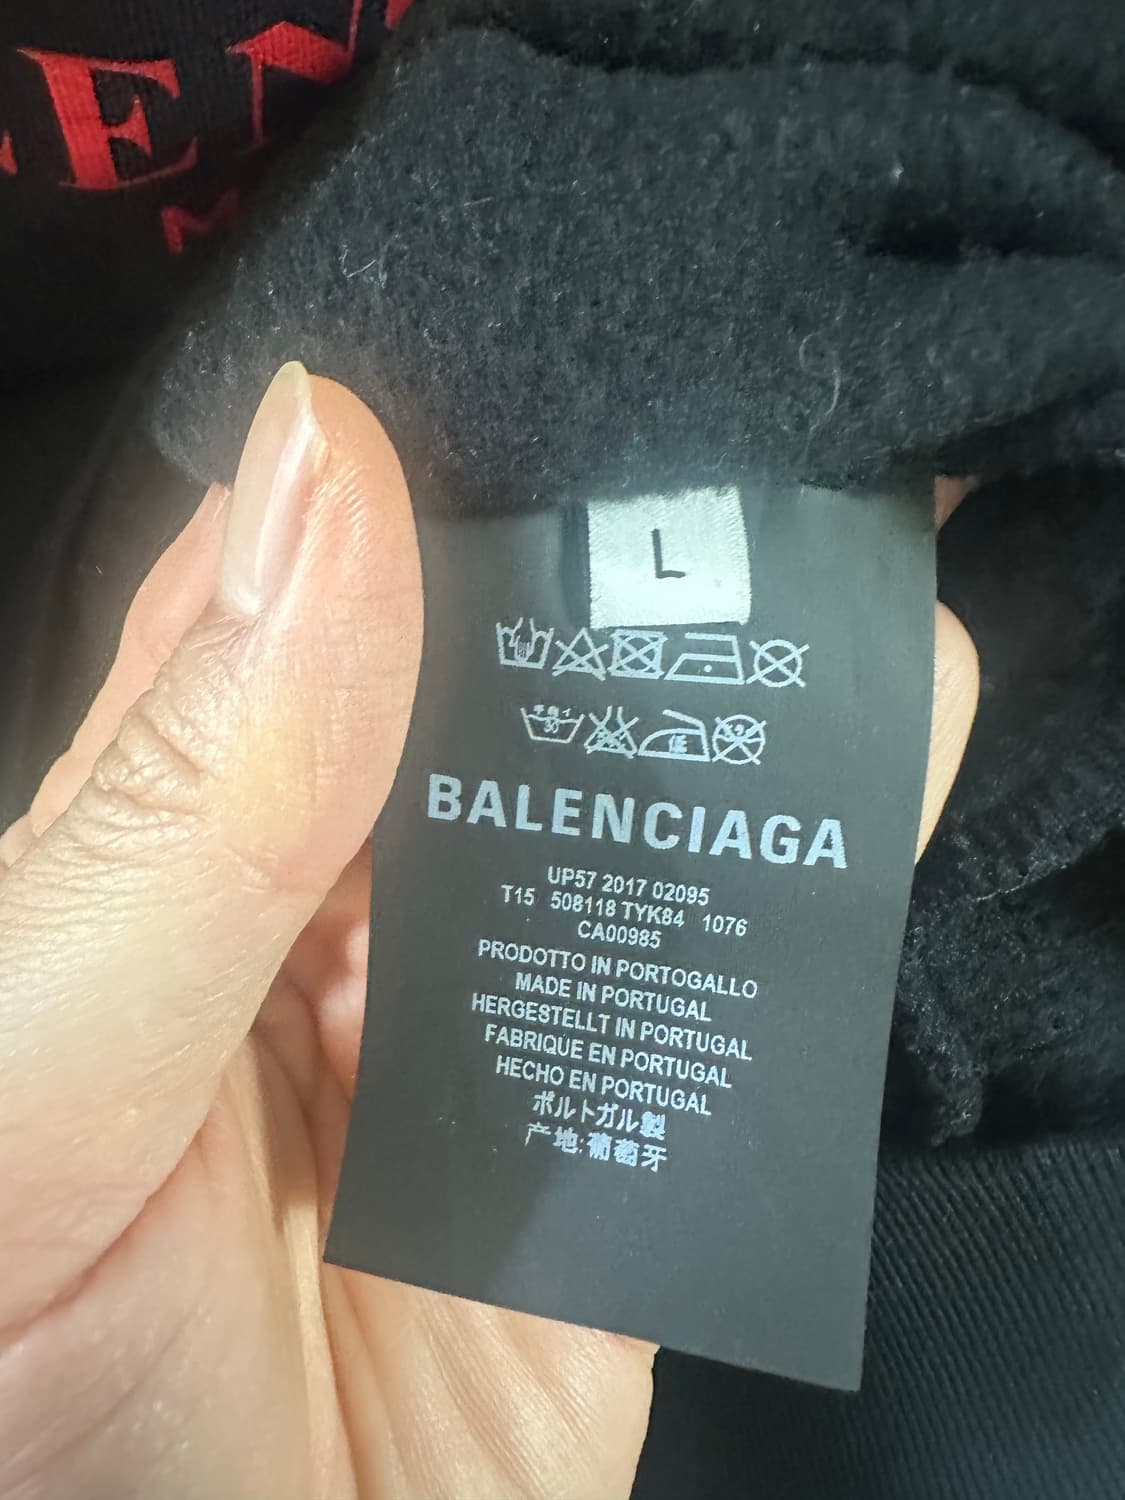 EN
L
BALENCIAGA
UP57 2017 02095
T15 508118 TYK84 1076
CA00985
PRODOTTO IN PORTOGALLO
MADE IN PORTUGAL
HERGESTELLT IN PORTUGAL
FABRIQUE EN PORTUGAL
HECHO EN PORTUGAL
ポルトガル製
产地:葡萄牙